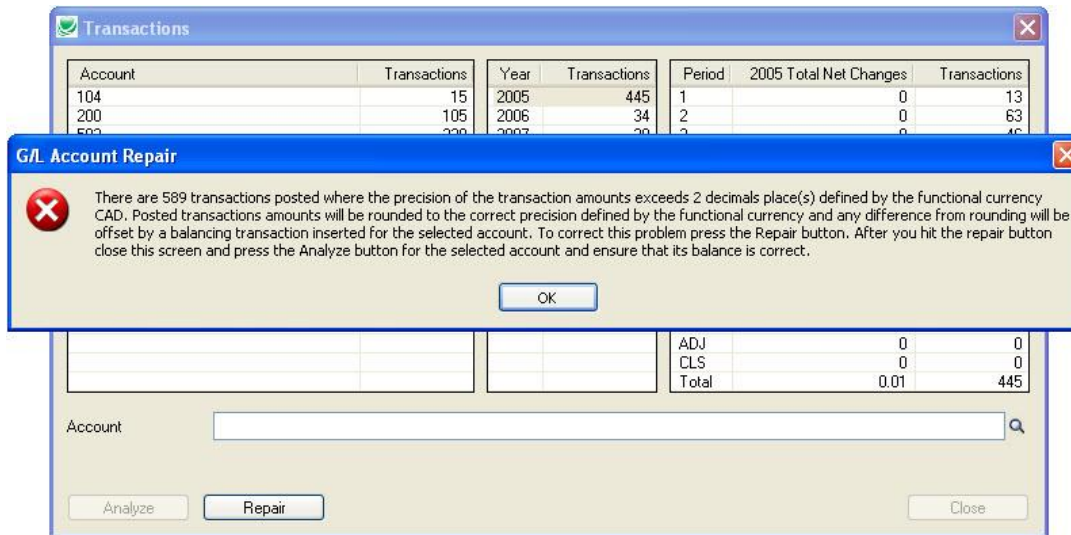 Transactions
Account Transactions Year Transactions Period 2005 Total Net Changes Transactions
104 15 2005 445 1 0 13
200 105 2006 34 2 0 63
G/L Account Repair
There are 589 transactions posted where the precision of the transaction amounts exceeds 2 decimals place(s) defined by the functional currency
CAD. Posted transactions amounts will be rounded to the correct precision defined by the functional currency and any difference from rounding will be
offset by a balancing transaction inserted for the selected account. To correct this problem press the Repair button. After you hit the repair button
close this screen and press the Analyze button for the selected account and ensure that its balance is correct.
OK
ADJ 0 0
CLS 0 0
Total 0.01 445
Account
Analyze Repair Close